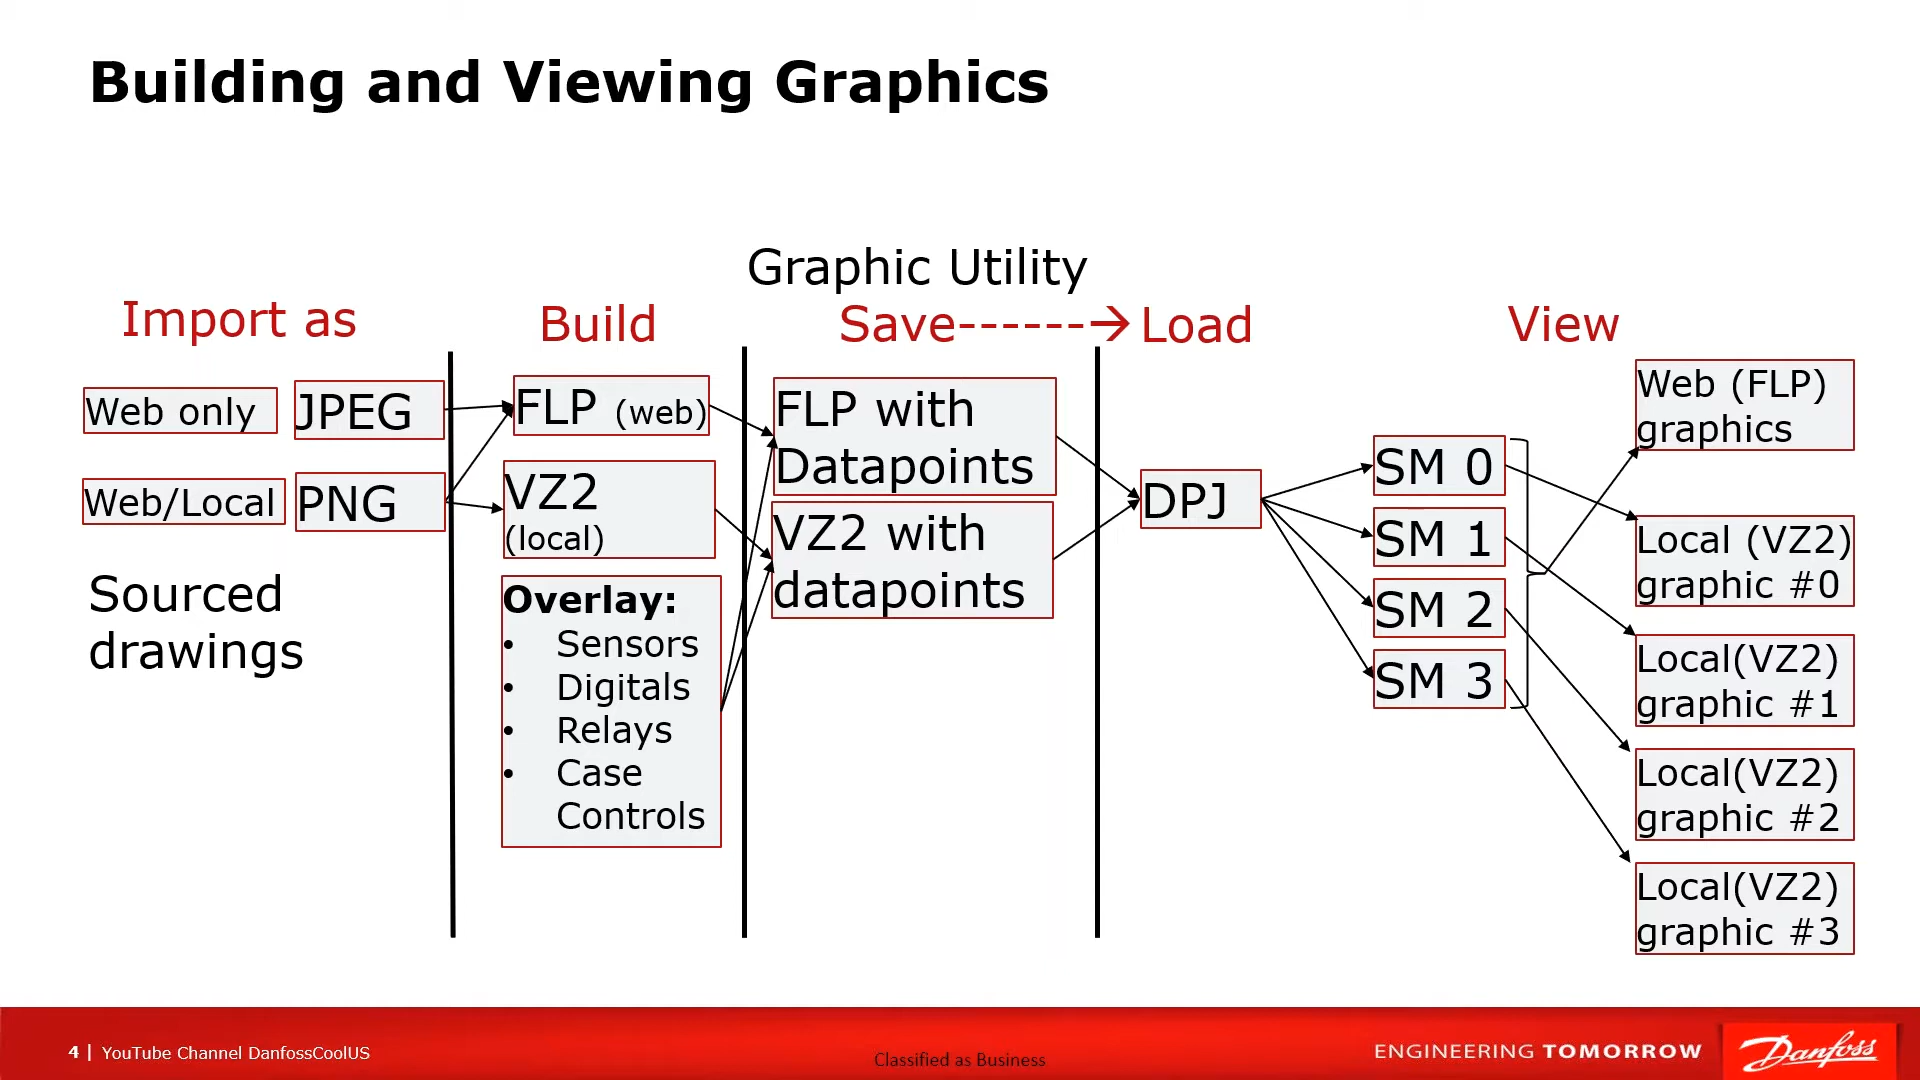 Building and Viewing Graphics
Graphic Utility
Import as
Build
Save------→Load
View
Web only
JPEG
Web/Local
PNG
Sourced
drawings
FLP (web)
VZ2
(local)
Overlay:
• Sensors
• Digitals
• Relays
• Case
Controls
FLP with
Datapoints
VZ2 with
datapoints
DPJ
SM 0
SM 1
SM 2
SM 3
Web (FLP)
graphics
Local (VZ2)
graphic #0
Local(VZ2)
graphic #1
Local(VZ2)
graphic #2
Local(VZ2)
graphic #3
4 | YouTube Channel DanfossCoolUS
Classified as Business
ENGINEERING TOMORROW
Danfoss